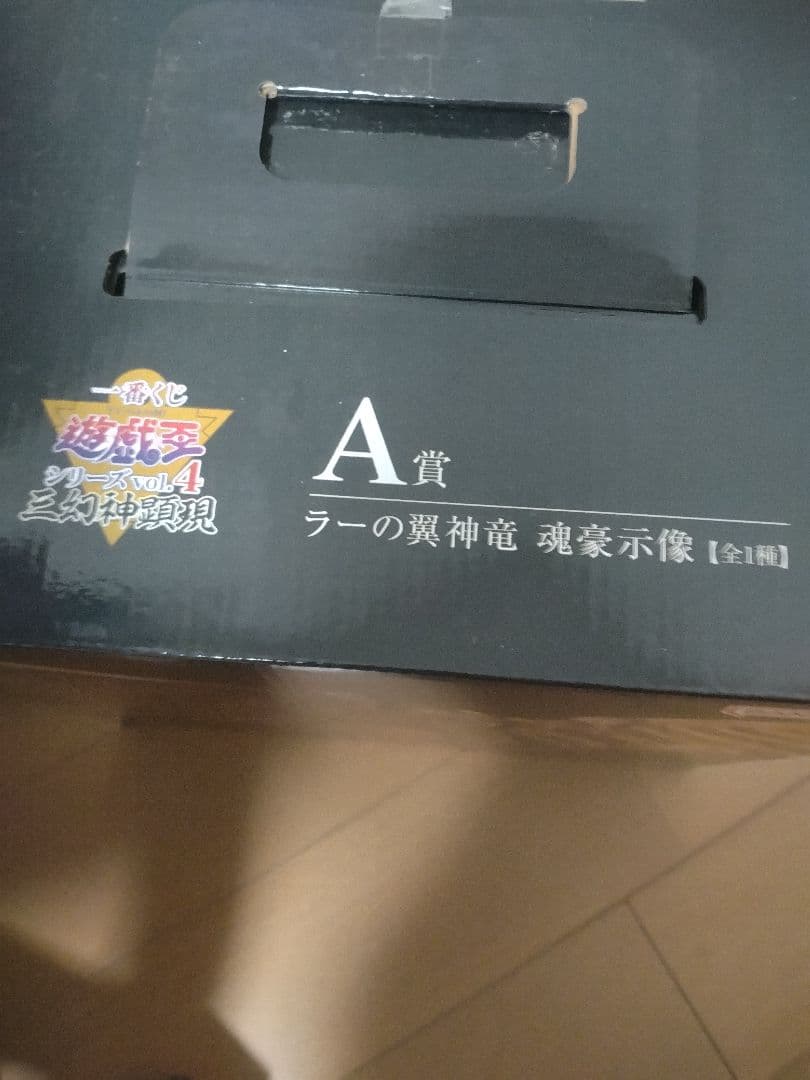 一番くじ
遊戯王
シリーズvol.4
三幻神顕現
A賞
ラーの翼神竜 魂豪示像【全1種】